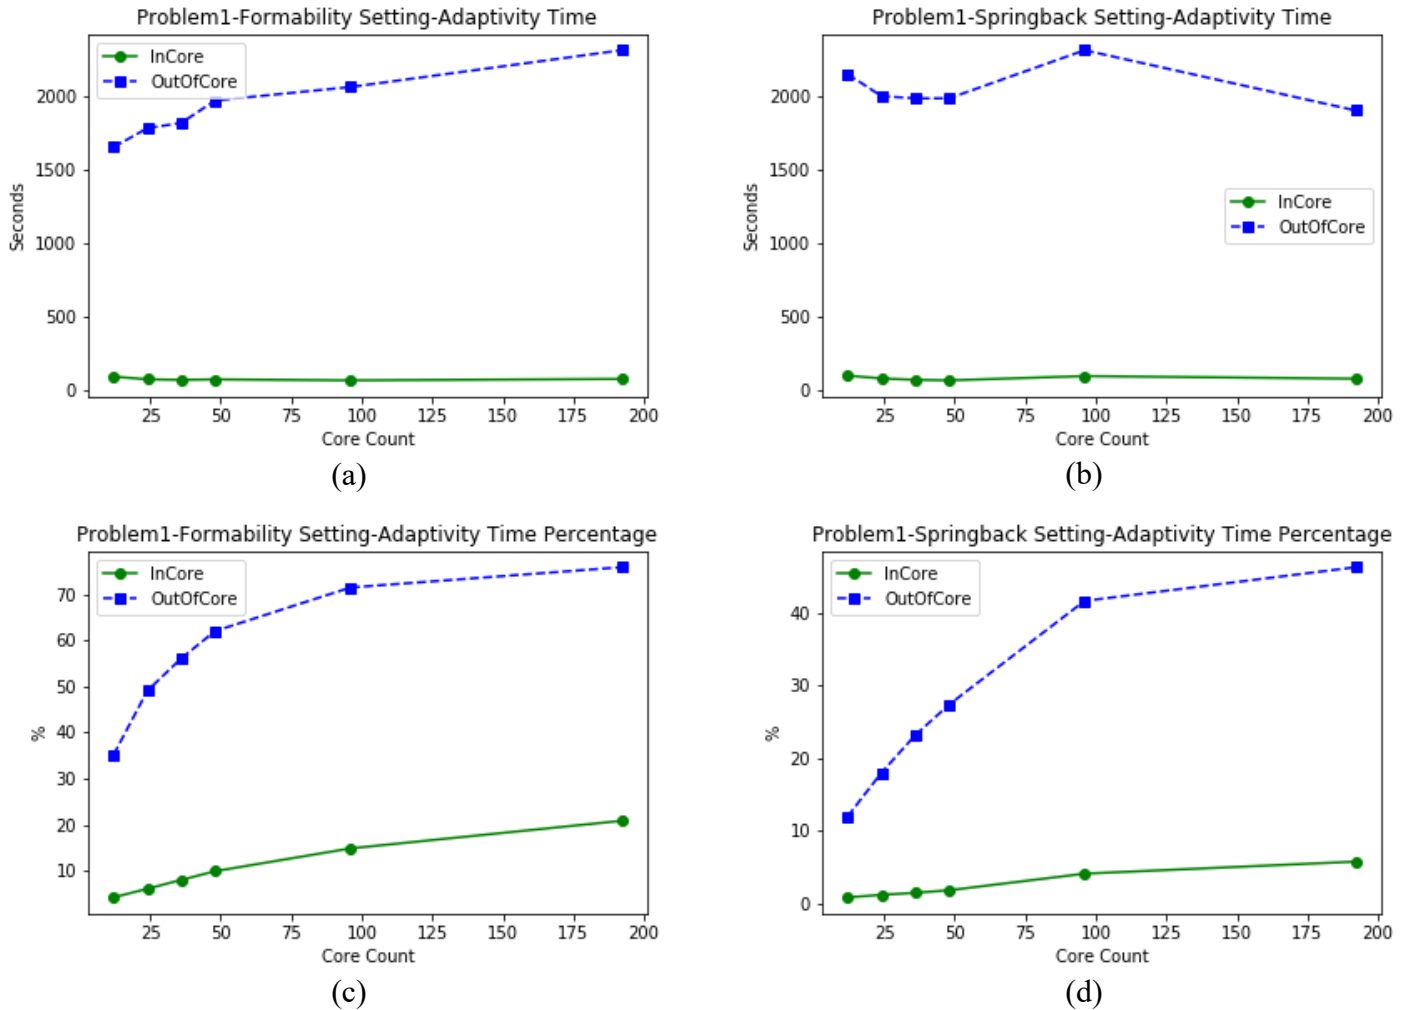 Problem1-Formability Setting-Adaptivity Time
InCore
OutOfCore
2000
1500
1000
500
0
Seconds
25 50 75 100 125 150 175 200
Core Count
(a)
Problem1-Springback Setting-Adaptivity Time
2000
1500
1000
500
0
Seconds
InCore
OutOfCore
25 50 75 100 125 150 175 200
Core Count
(b)
Problem1-Formability Setting-Adaptivity Time Percentage
InCore
OutOfCore
70
60
50
40
30
20
10
%
25 50 75 100 125 150 175 200
Core Count
(c)
Problem1-Springback Setting-Adaptivity Time Percentage
InCore
OutOfCore
40
30
20
10
0
%
25 50 75 100 125 150 175 200
Core Count
(d)